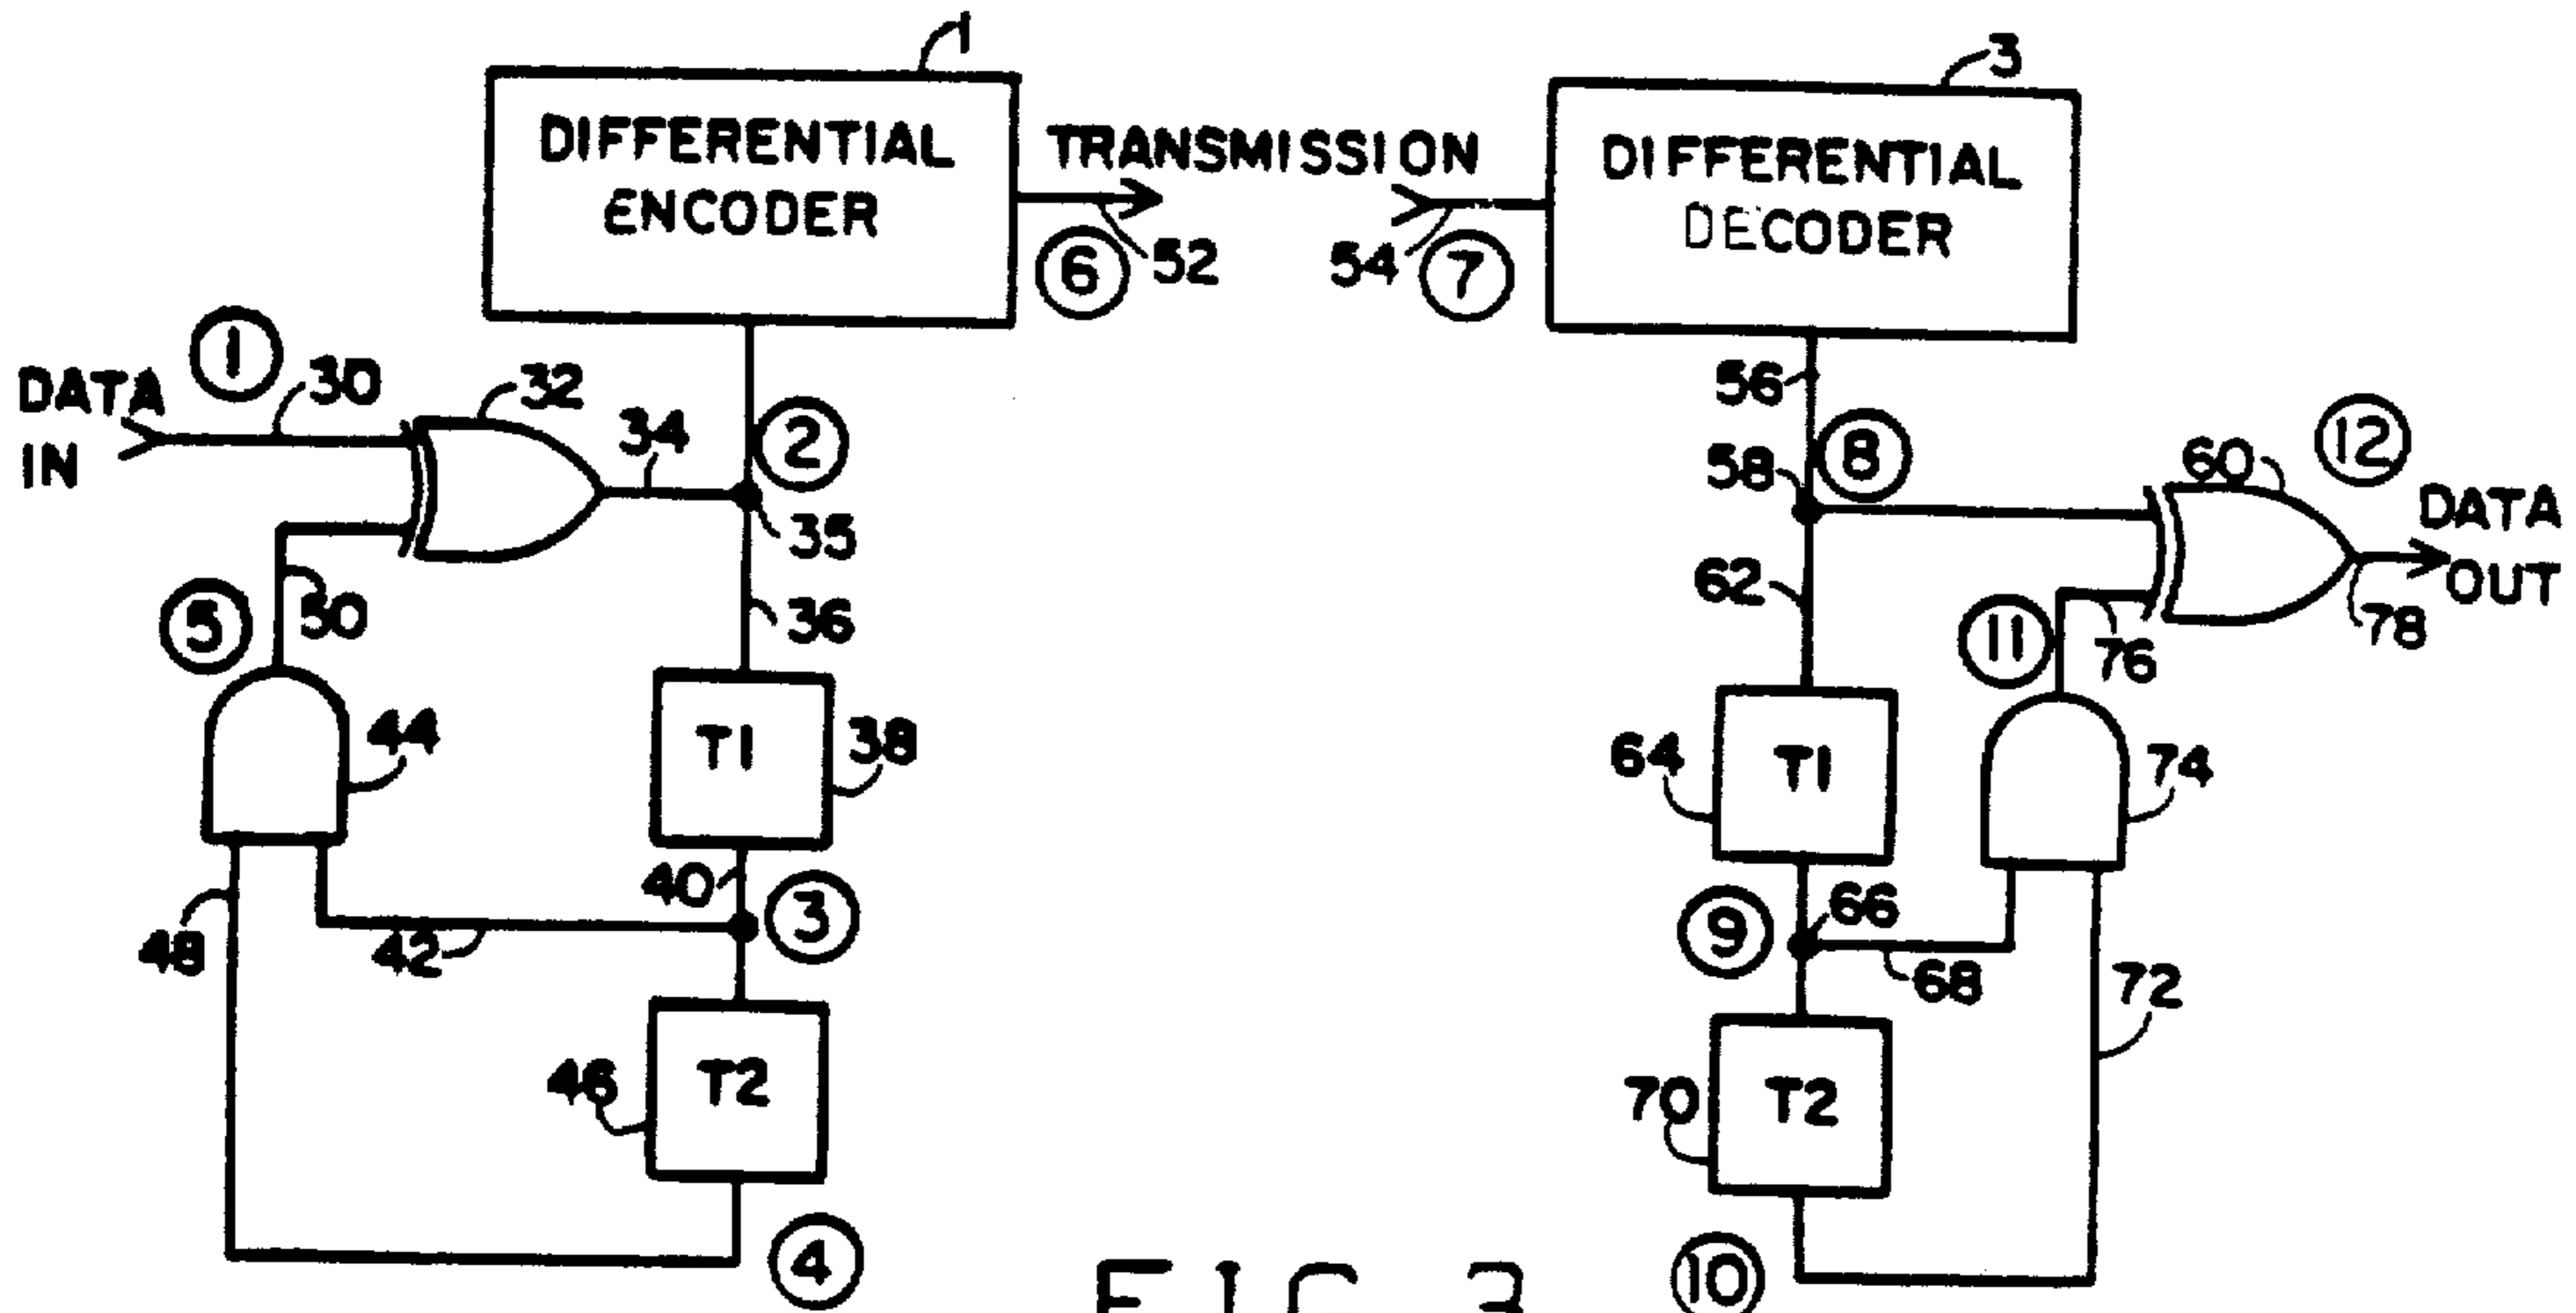 1
DIFFERENTIAL
ENCODER
TRANSMISSION
6
52
3
DIFFERENTIAL
DECODER
54
7
DATA
IN
1
30
32
34
2
35
36
5
50
44
T1
38
40
3
48
42
46
T2
4
56
58
8
60
12
DATA
OUT
62
11
76
78
64
T1
74
9
66
68
72
70
T2
10
FIG. 3